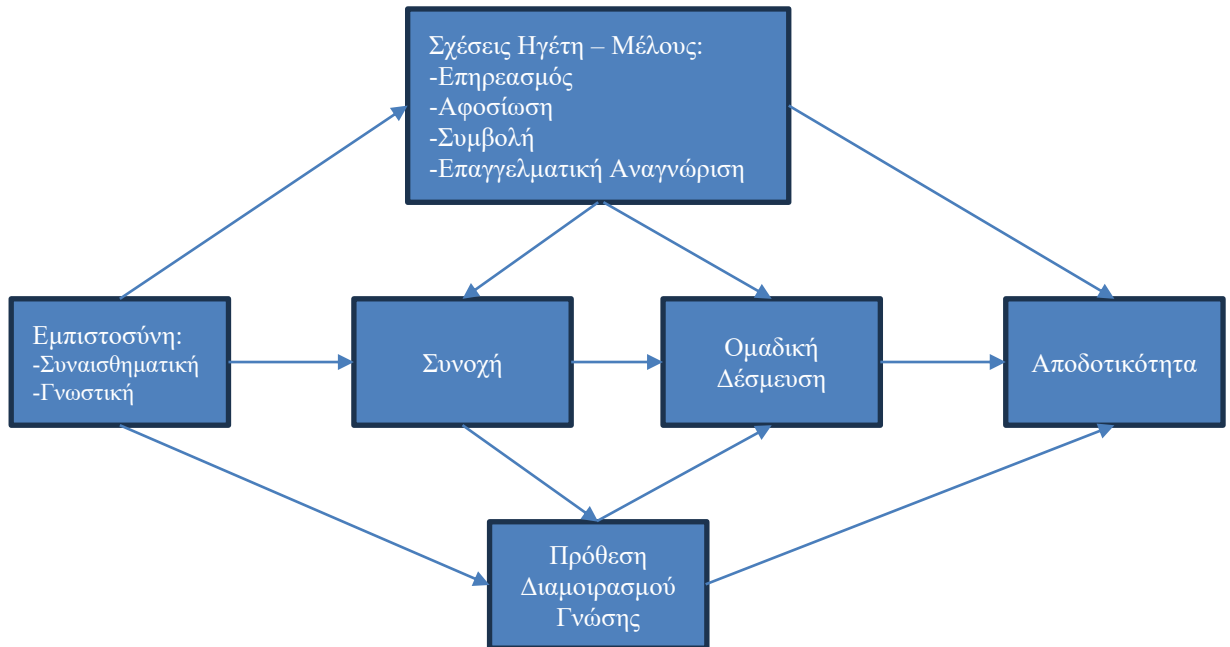 Σχέσεις Ηγέτη – Μέλους:
-Επηρεασμός
-Αφοσίωση
-Συμβολή
-Επαγγελματική Αναγνώριση
Εμπιστοσύνη:
-Συναισθηματική
-Γνωστική
Συνοχή
Ομαδική
Δέσμευση
Αποδοτικότητα
Πρόθεση
Διαμοιρασμού
Γνώσης